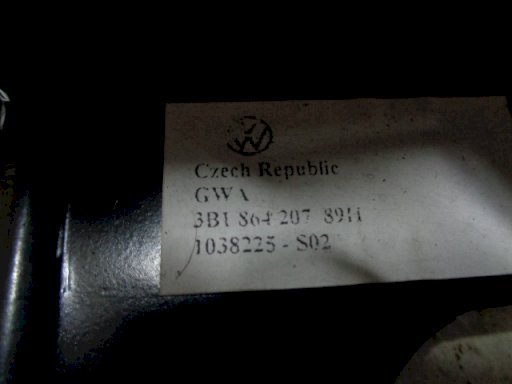 Czech Republic
GWA
3B1 864 207 89H
1038225 - S02